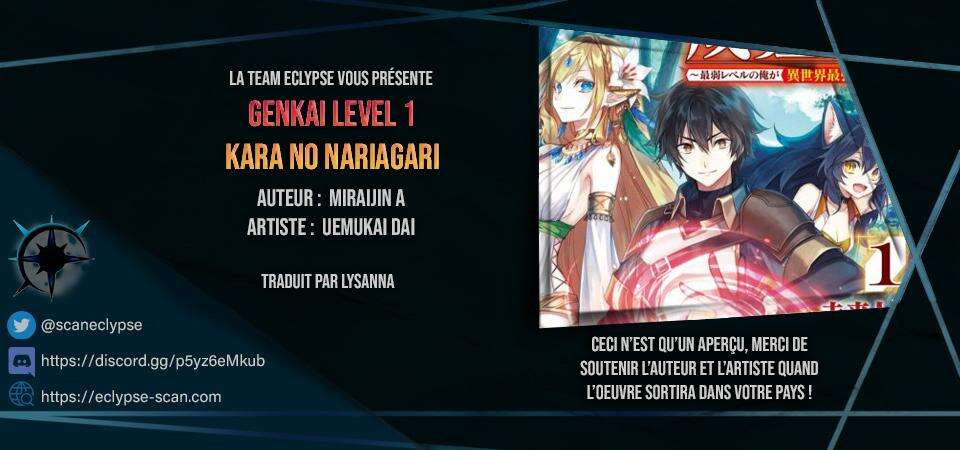 LA TEAM ECLYPSE VOUS PRÉSENTE
GENKAI LEVEL 1
KARA NO NARIAGARI
AUTEUR : MIRAIJIN A
ARTISTE : UEMUKAI DAI
TRADUIT PAR LYSANNA
@scaneclypse
https://discord.gg/p5yz6eMkub
https://eclypse-scan.com
～最弱レベルの俺が異世界最
1
CECI N'EST QU'UN APERÇU, MERCI DE
SOUTENIR L'AUTEUR ET L'ARTISTE QUAND
L'OEUVRE SORTIRA DANS VOTRE PAYS !